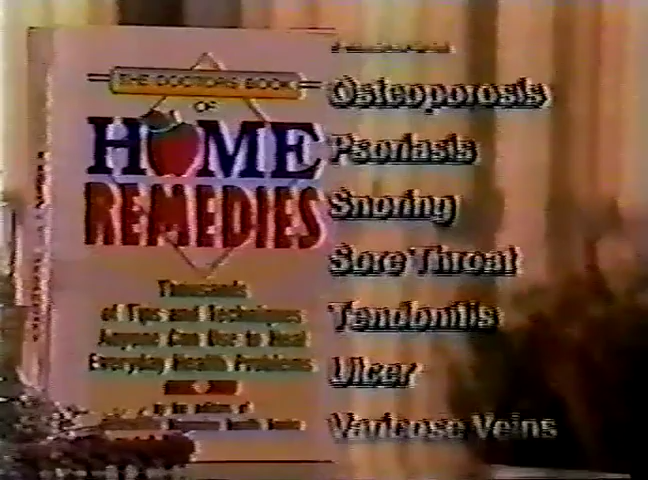 THE DOCTORS BOOK
OF
HOME
REMEDIES
Thousands
of Tips and Techniques
Anyone Can Use to Heal
Everyday Health Problems
Osteoporosis
Psoriasis
Snoring
Sore Throat
Tendonitis
Ulcer
Varicose Veins